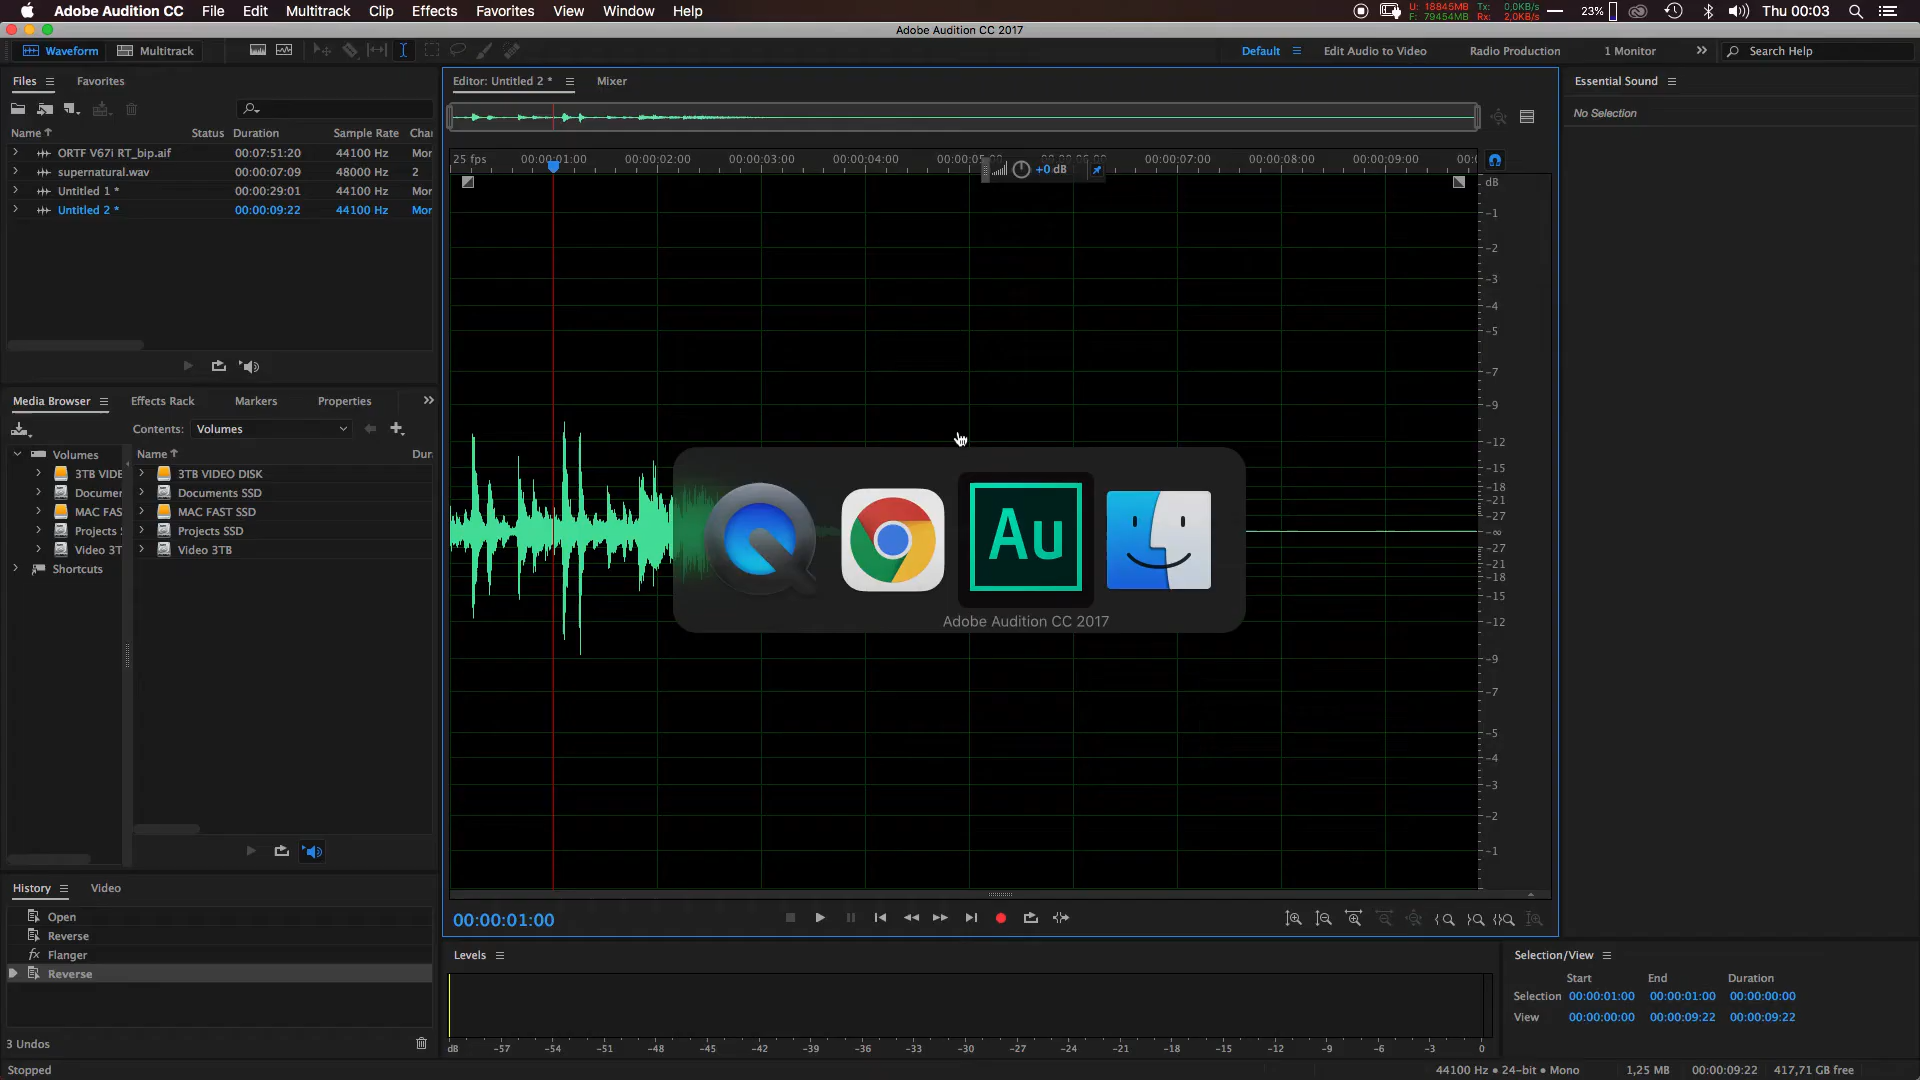 Adobe Audition CC File Edit Multitrack Clip Effects Favorites View Window Help U: 18845MB Tx: 0,0KB/s F: 79454MB Rx: 2,0KB/s 23% Thu 00:03
Adobe Audition CC 2017
Waveform Multitrack Default Edit Audio to Video Radio Production 1 Monitor Search Help
Files Favorites Editor: Untitled 2 * Mixer Essential Sound
No Selection
Name Status Duration Sample Rate Char
ORTF V67i RT_bip.aif 00:07:51:20 44100 Hz Mor
supernatural.wav 00:00:07:09 48000 Hz 2
Untitled 1 * 00:00:29:01 44100 Hz Mor
Untitled 2 * 00:00:09:22 44100 Hz Mor
25 fps 00:00:01:00 00:00:02:00 00:00:03:00 00:00:04:00 00:00:05:00 00:00:06:00 00:00:07:00 00:00:08:00 00:00:09:00 00:0
+0 dB
dB
-1
-2
-3
-4
-5
-7
-9
-12
-15
-18
-21
-27
-∞
-27
-21
-18
-15
-12
-9
-7
-5
-4
-3
-2
-1
Media Browser Effects Rack Markers Properties
Contents: Volumes
Volumes Name Dur
3TB VIDE 3TB VIDEO DISK
Documer Documents SSD
MAC FAS MAC FAST SSD
Projects Projects SSD
Video 3T Video 3TB
Shortcuts
Au
Adobe Audition CC 2017
History Video
Open
Reverse
Flanger
Reverse
3 Undos
Stopped
00:00:01:00
Levels
dB -57 -54 -51 -48 -45 -42 -39 -36 -33 -30 -27 -24 -21 -18 -15 -12 -9 -6 -3 0
Selection/View
Start End Duration
Selection 00:00:01:00 00:00:01:00 00:00:00:00
View 00:00:00:00 00:00:09:22 00:00:09:22
44100 Hz • 24-bit • Mono 1,25 MB 00:00:09:22 417,71 GB free